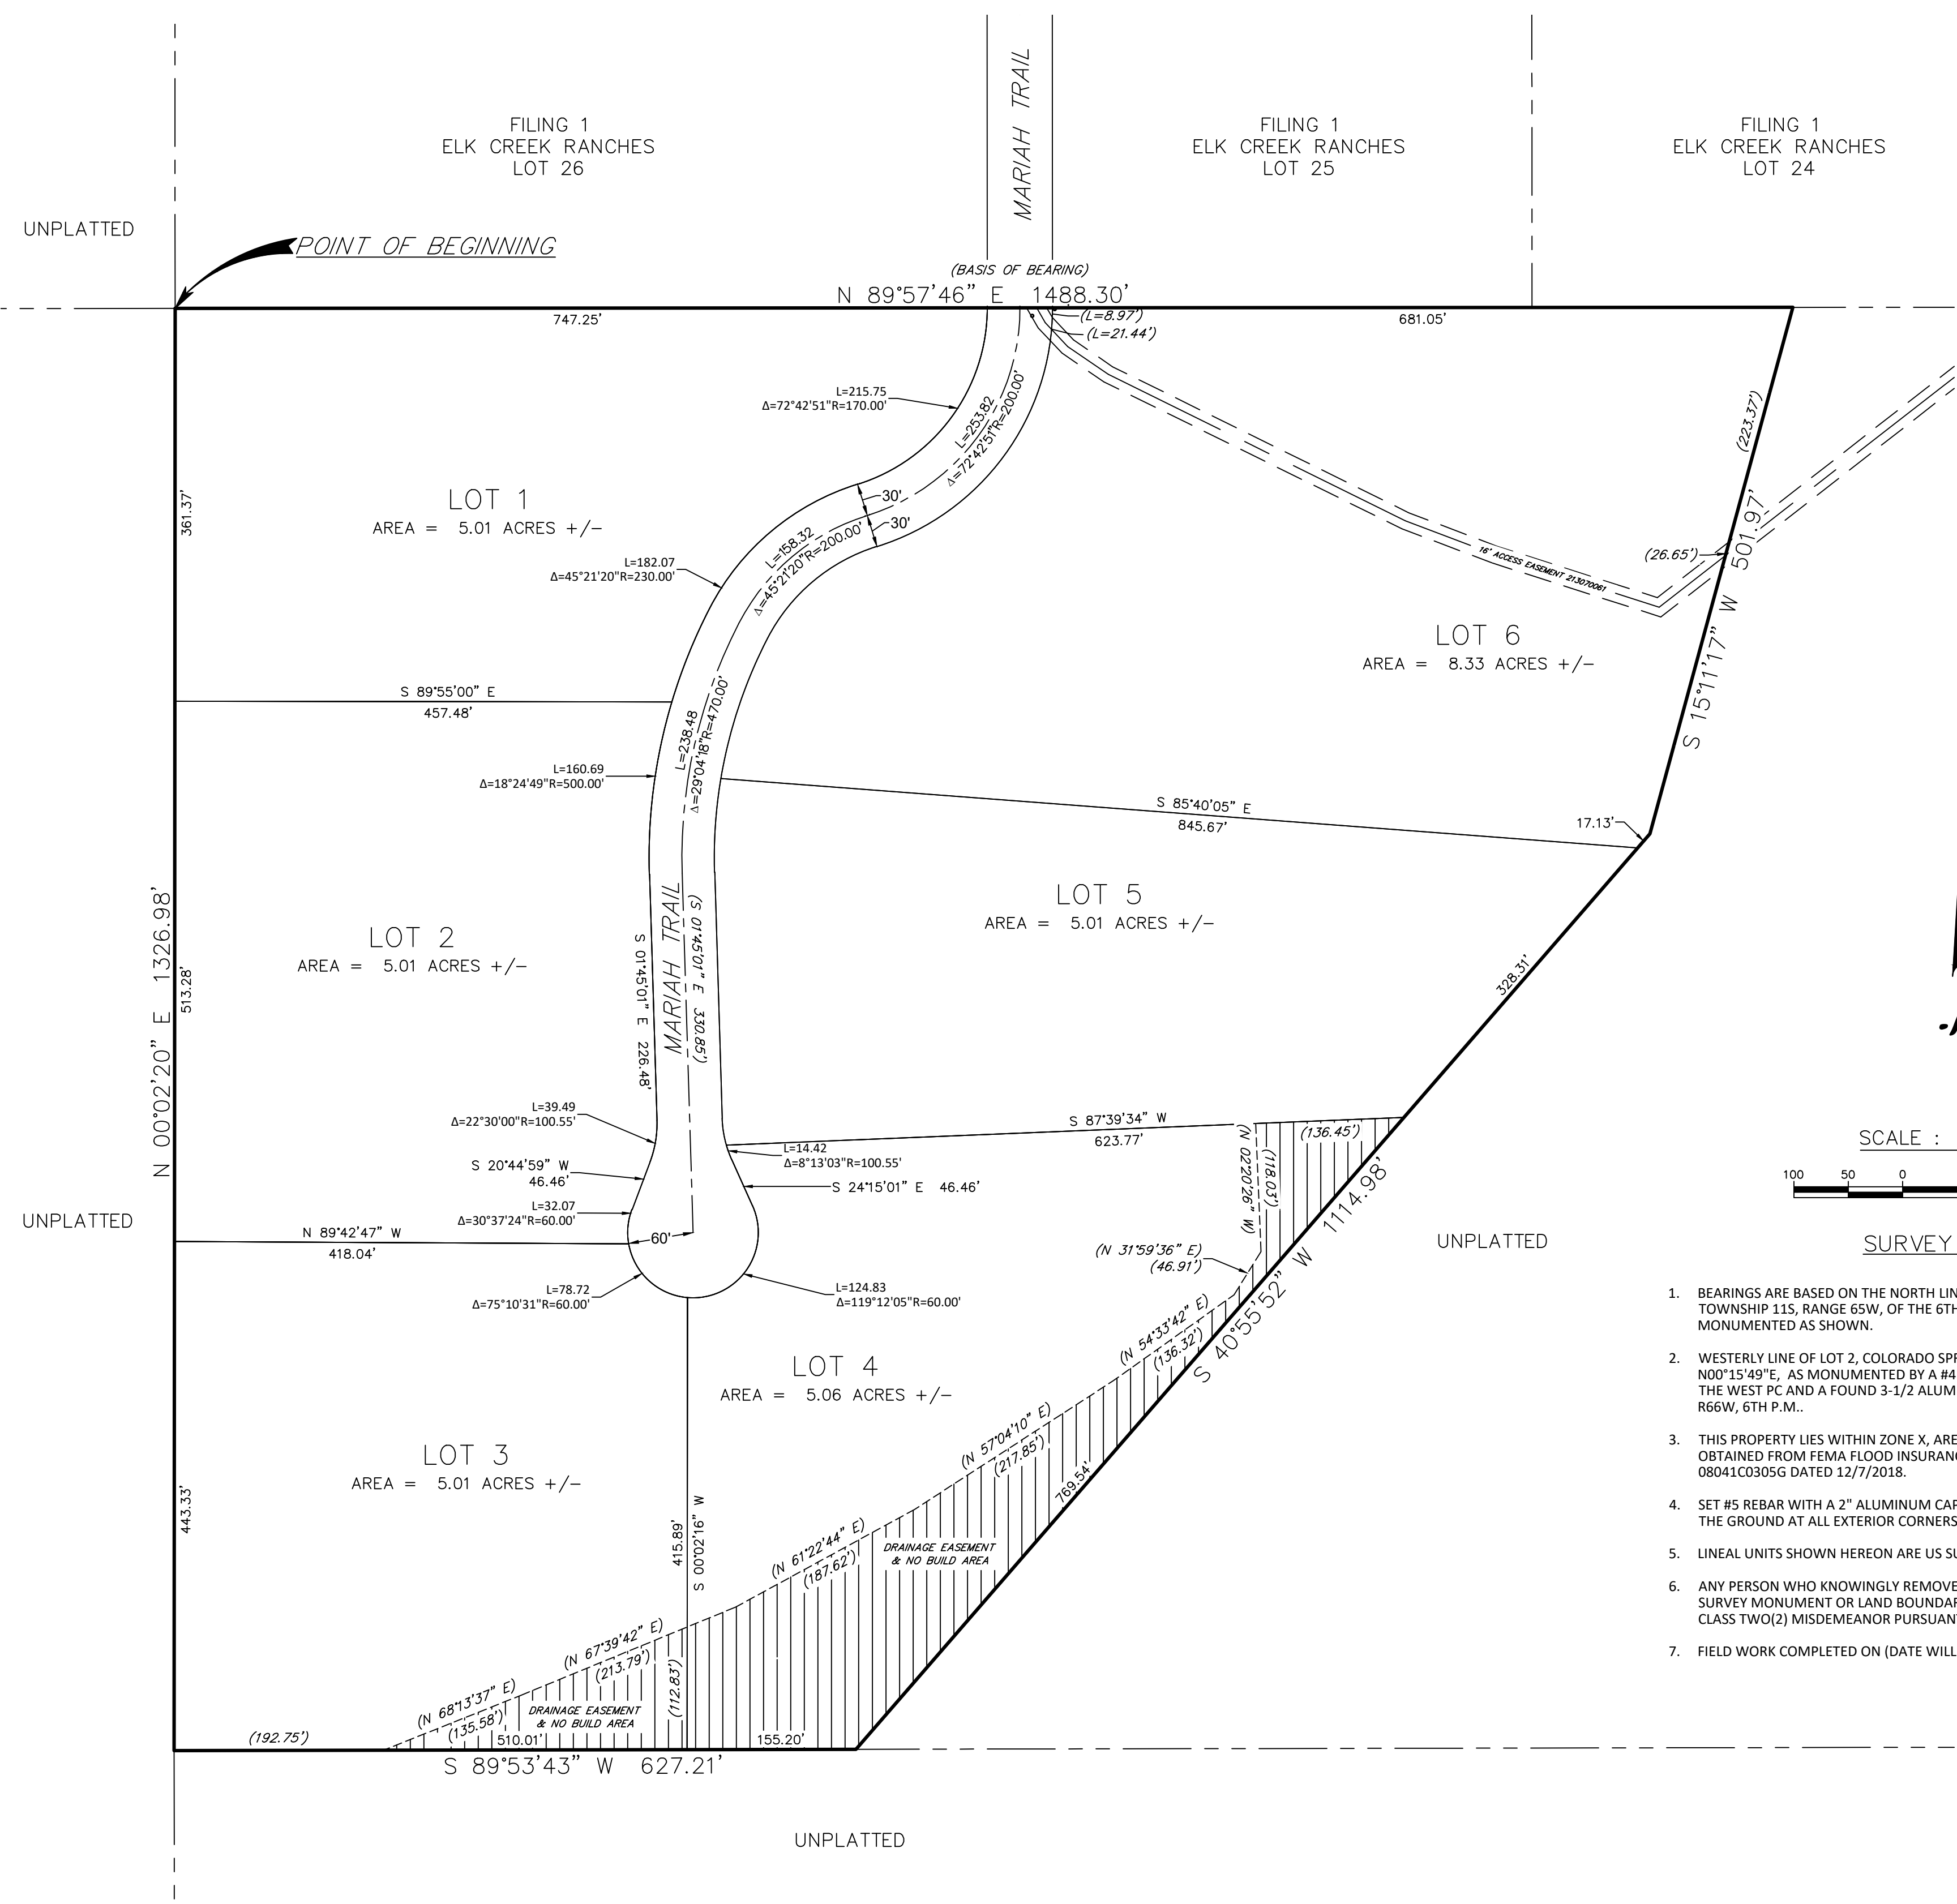 MARIAH TRAIL
FILING 1
ELK CREEK RANCHES
LOT 26
FILING 1
ELK CREEK RANCHES
LOT 25
FILING 1
ELK CREEK RANCHES
LOT 24
UNPLATTED
POINT OF BEGINNING
(BASIS OF BEARING)
N 89°57'46" E 1488.30'
747.25'
(L=8.97')
(L=21.44')
681.05'
L=215.75
Δ=72°42'51"R=170.00'
L=253.82
Δ=72°42'51"R=200.00'
(223.37')
LOT 1
AREA = 5.01 ACRES +/-
361.37'
30'
30'
L=158.32
Δ=45°21'20"R=200.00'
L=182.07
Δ=45°21'20"R=230.00'
16' ACCESS EASEMENT 213070061
(26.65')
S 15°11'17" W 501.97'
LOT 6
AREA = 8.33 ACRES +/-
S 89°55'00" E
457.48'
L=238.48
Δ=29°04'18"R=470.00'
L=160.69
Δ=18°24'49"R=500.00'
S 85°40'05" E
845.67'
17.13'
LOT 5
AREA = 5.01 ACRES +/-
LOT 2
AREA = 5.01 ACRES +/-
N 00°02'20" E 1326.98'
513.28'
S 01°45'01" E 226.48'
MARIAH TRAIL
(S 01°45'01" E 330.85')
328.31'
L=39.49
Δ=22°30'00"R=100.55'
S 87°39'34" W
623.77'
(136.45')
L=14.42
Δ=8°13'03"R=100.55'
S 20°44'59" W
46.46'
S 24°15'01" E 46.46'
(N 02°20'26" W)
(118.03')
L=32.07
Δ=30°37'24"R=60.00'
N 89°42'47" W
418.04'
60'
(N 31°59'36" E)
(46.91')
S 40°55'52" W 1114.98'
UNPLATTED
UNPLATTED
L=78.72
Δ=75°10'31"R=60.00'
L=124.83
Δ=119°12'05"R=60.00'
(N 54°33'42" E)
(136.32')
LOT 4
AREA = 5.06 ACRES +/-
(N 57°04'10" E)
(217.85')
769.54'
LOT 3
AREA = 5.01 ACRES +/-
443.33'
415.89'
S 00°02'16" W
(N 61°22'44" E)
(187.62')
DRAINAGE EASEMENT
& NO BUILD AREA
(N 67°39'42" E)
(213.79')
(112.83')
(N 68°13'37" E)
(135.58')
DRAINAGE EASEMENT
& NO BUILD AREA
(192.75')
510.01'
155.20'
S 89°53'43" W 627.21'
UNPLATTED
SCALE :
100 50 0
SURVEY
1. BEARINGS ARE BASED ON THE NORTH LIN
TOWNSHIP 11S, RANGE 65W, OF THE 6TH
MONUMENTED AS SHOWN.
2. WESTERLY LINE OF LOT 2, COLORADO SPR
N00°15'49"E, AS MONUMENTED BY A #4
THE WEST PC AND A FOUND 3-1/2 ALUM
R66W, 6TH P.M..
3. THIS PROPERTY LIES WITHIN ZONE X, ARE
OBTAINED FROM FEMA FLOOD INSURANC
08041C0305G DATED 12/7/2018.
4. SET #5 REBAR WITH A 2" ALUMINUM CAP
THE GROUND AT ALL EXTERIOR CORNERS
5. LINEAL UNITS SHOWN HEREON ARE US SU
6. ANY PERSON WHO KNOWINGLY REMOVE
SURVEY MONUMENT OR LAND BOUNDAR
CLASS TWO(2) MISDEMEANOR PURSUANT
7. FIELD WORK COMPLETED ON (DATE WILL